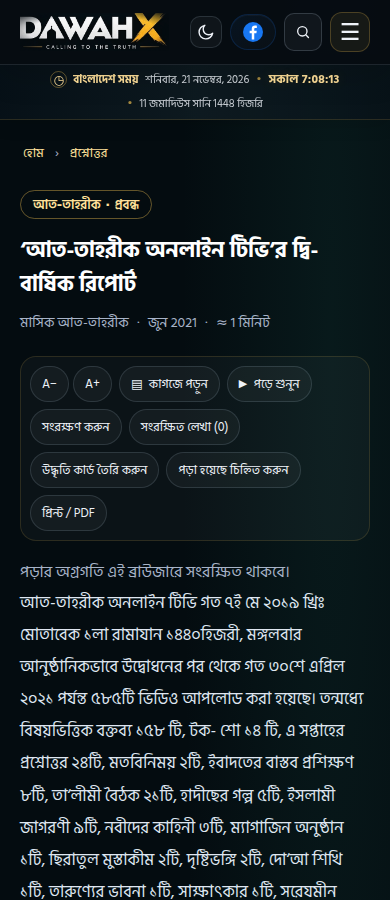 DAWAHX
CALLING TO THE TRUTH
বাংলাদেশ সময় শনিবার, 21 নভেম্বর, 2026 • সকাল 7:08:13
• 11 জমাদিউস সানি 1448 হিজরি
হোম › প্রশ্নোত্তর
আত-তাহরীক · প্রবন্ধ
‘আত-তাহরীক অনলাইন টিভি’র দ্বি-
বার্ষিক রিপোর্ট
মাসিক আত-তাহরীক · জুন 2021 · ≈ 1 মিনিট
A− A+ কাগজে পড়ুন ▶ পড়ে শুনুন
সংরক্ষণ করুন সংরক্ষিত লেখা (0)
উদ্ধৃতি কার্ড তৈরি করুন পড়া হয়েছে চিহ্নিত করুন
প্রিন্ট / PDF
পড়ার অগ্রগতি এই ব্রাউজারে সংরক্ষিত থাকবে।
আত-তাহরীক অনলাইন টিভি গত ৭ই মে ২০১৯ খ্রিঃ
মোতাবেক ১লা রামাযান ১৪৪০হিজরী, মঙ্গলবার
আনুষ্ঠানিকভাবে উদ্বোধনের পর থেকে গত ৩০শে এপ্রিল
২০২১ পর্যন্ত ৫৮৫টি ভিডিও আপলোড করা হয়েছে। তন্মধ্যে
বিষয়ভিত্তিক বক্তব্য ১৫৮ টি, টক- শো ১৪ টি, এ সপ্তাহের
প্রশ্নোত্তর ২৪টি, মতবিনিময় ২টি, ইবাদতের বাস্তব প্রশিক্ষণ
৮টি, তা’লীমী বৈঠক ২১টি, হাদীছের গল্প ৫টি, ইসলামী
জাগরণী ৯টি, নবীদের কাহিনী ৩টি, ম্যাগাজিন অনুষ্ঠান
১টি, ছিরাতুল মুস্তাকীম ২টি, দৃষ্টিভঙ্গি ২টি, দো‘আ শিখি
১টি, তারুণ্যের ভাবনা ১টি, সাক্ষাৎকার ১টি, সরেযমীন